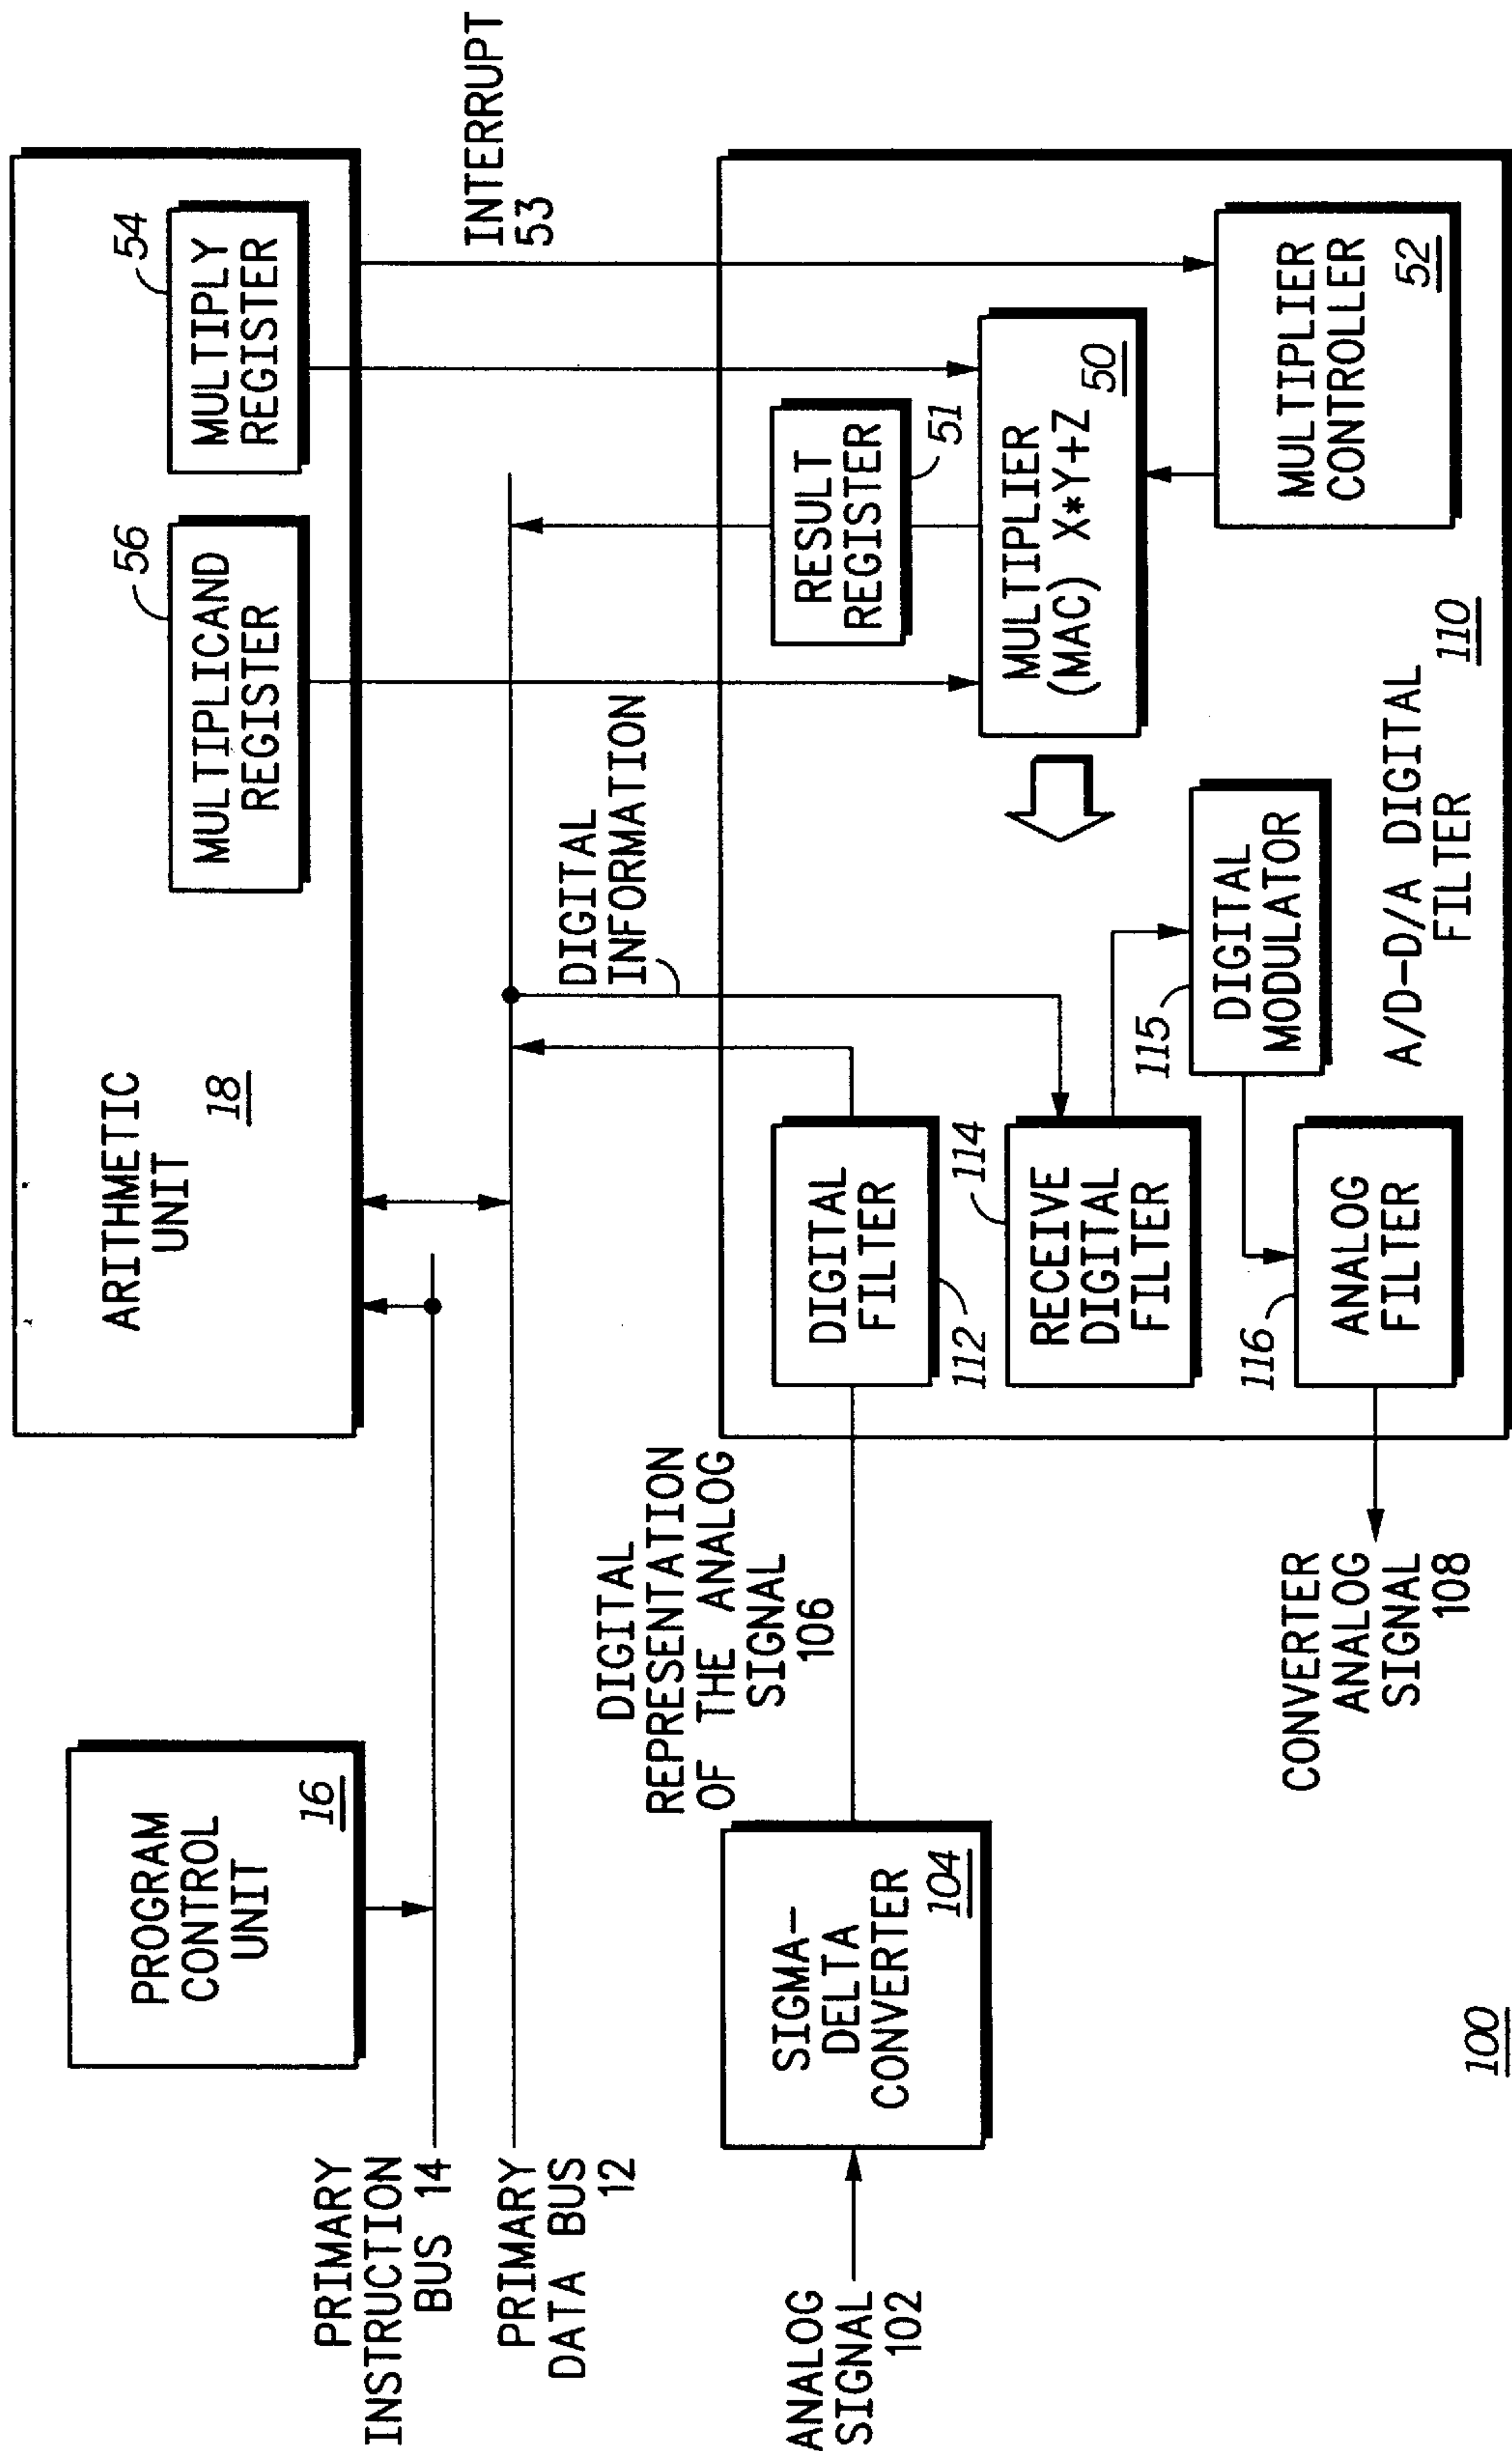 PROGRAM
CONTROL
UNIT
16
ARITHMETIC
UNIT
18
MULTIPLICAND
REGISTER
56
MULTIPLY
REGISTER
54
PRIMARY
INSTRUCTION
BUS 14
PRIMARY
DATA BUS
12
INTERRUPT
53
DIGITAL
INFORMATION
ANALOG
SIGNAL
102
SIGMA-
DELTA
CONVERTER
104
DIGITAL
REPRESENTATION
OF THE ANALOG
SIGNAL
106
DIGITAL
FILTER
112
RECEIVE
DIGITAL
FILTER
114
DIGITAL
MODULATOR
115
ANALOG
FILTER
116
CONVERTER
ANALOG
SIGNAL
108
RESULT
REGISTER
51
MULTIPLIER
(MAC) X*Y+Z
50
MULTIPLIER
CONTROLLER
52
A/D-D/A DIGITAL
FILTER
110
100